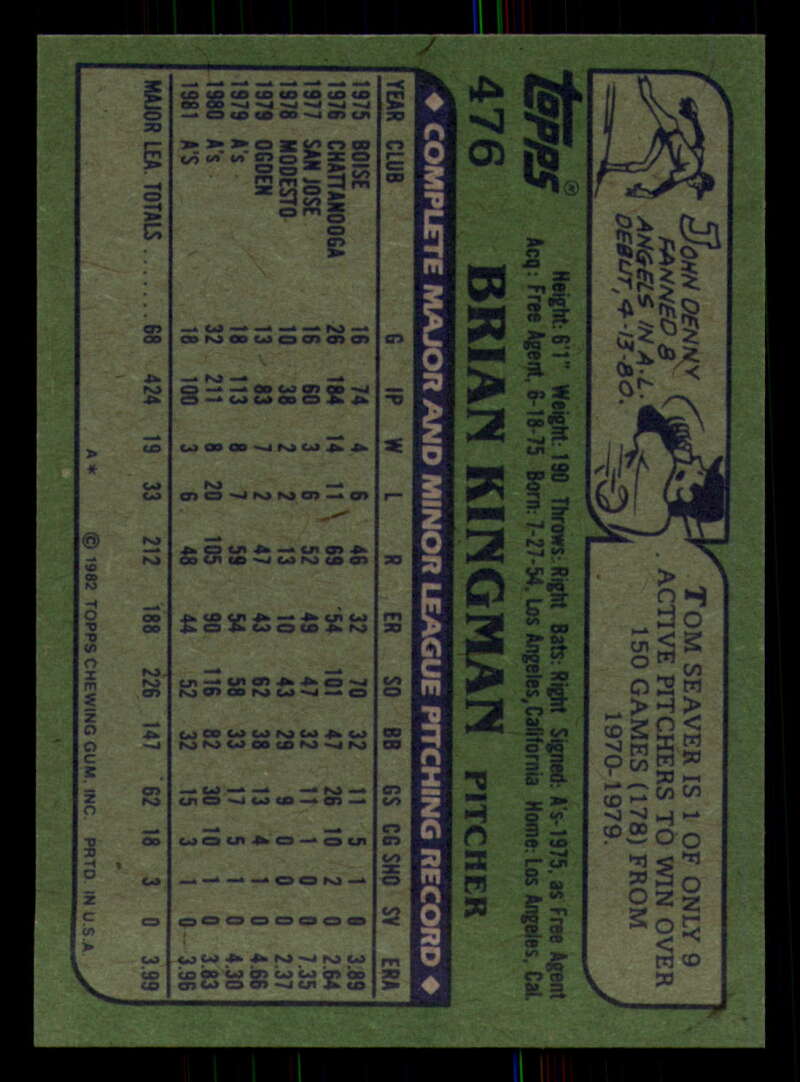 JOHN DENNY
FANNED 8
ANGELS IN A.L.
DEBUT, 4-13-80.
TOM SEAVER IS 1 OF ONLY 9
ACTIVE PITCHERS TO WIN OVER
150 GAMES (178) FROM
1970-1979.
TOPPS®
Height: 6'1" Weight: 190 Throws: Right Bats: Right Signed: A's-1975, as Free Agent
Acq.: Free Agent, 6-18-75 Born: 7-27-54, Los Angeles, California Home: Los Angeles, Cal.
476 BRIAN KINGMAN PITCHER
◆ COMPLETE MAJOR AND MINOR LEAGUE PITCHING RECORD ◆
YEAR CLUB G IP W L R ER SO BB GS CG SHO SV ERA
1975 BOISE 16 74 4 6 46 32 70 32 11 5 1 0 3.89
1976 CHATTANOOGA 26 184 14 11 69 54 101 47 26 10 2 0 2.64
1977 SAN JOSE 16 60 3 6 52 49 47 32 11 1 0 0 7.35
1978 MODESTO 10 38 2 2 13 10 43 29 9 0 0 0 2.37
1979 OGDEN 13 83 7 2 47 43 62 38 13 4 1 0 4.66
1979 A's 18 113 8 7 59 54 58 33 17 5 1 0 4.30
1980 A's 32 211 8 20 105 90 116 82 30 10 1 0 3.83
1981 A'S 18 100 3 6 48 44 52 32 15 3 1 0 3.96
MAJOR LEA. TOTALS ....... 68 424 19 33 212 188 226 147 62 18 3 0 3.99
A* © 1982 TOPPS CHEWING GUM, INC. PRTD. IN U.S.A.